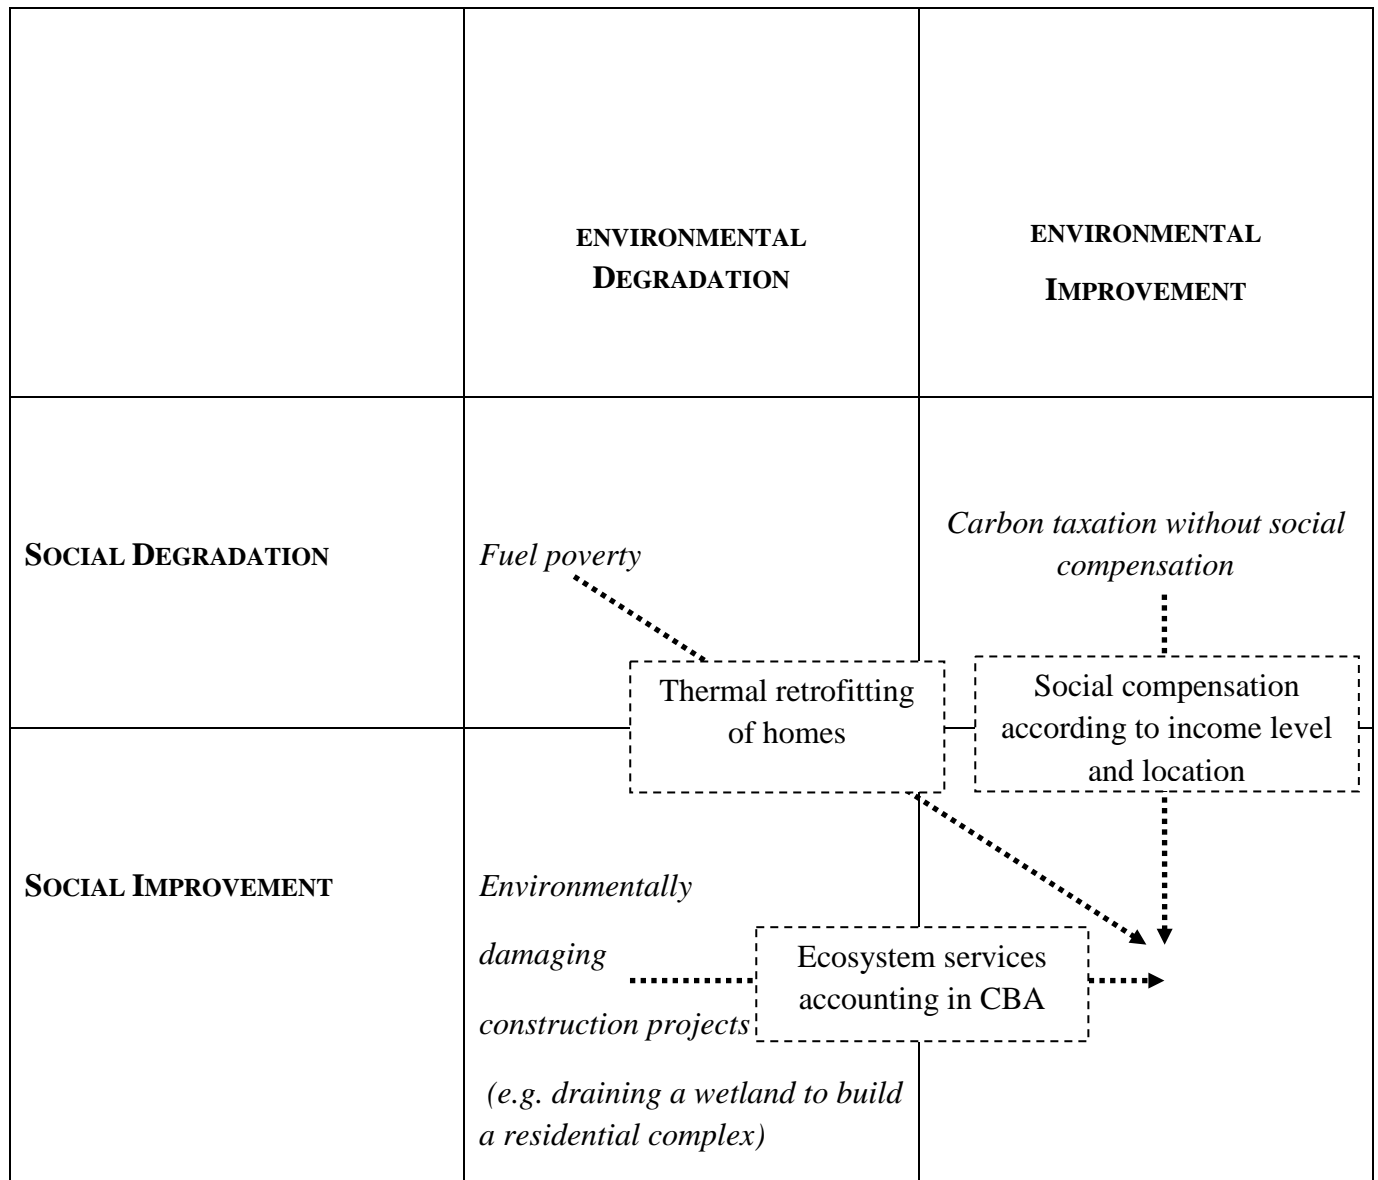 ENVIRONMENTAL
DEGRADATION
ENVIRONMENTAL
IMPROVEMENT
SOCIAL DEGRADATION
Fuel poverty
Carbon taxation without social
compensation
Thermal retrofitting
of homes
Social compensation
according to income level
and location
SOCIAL IMPROVEMENT
Environmentally
damaging
construction projects
(e.g. draining a wetland to build
a residential complex)
Ecosystem services
accounting in CBA